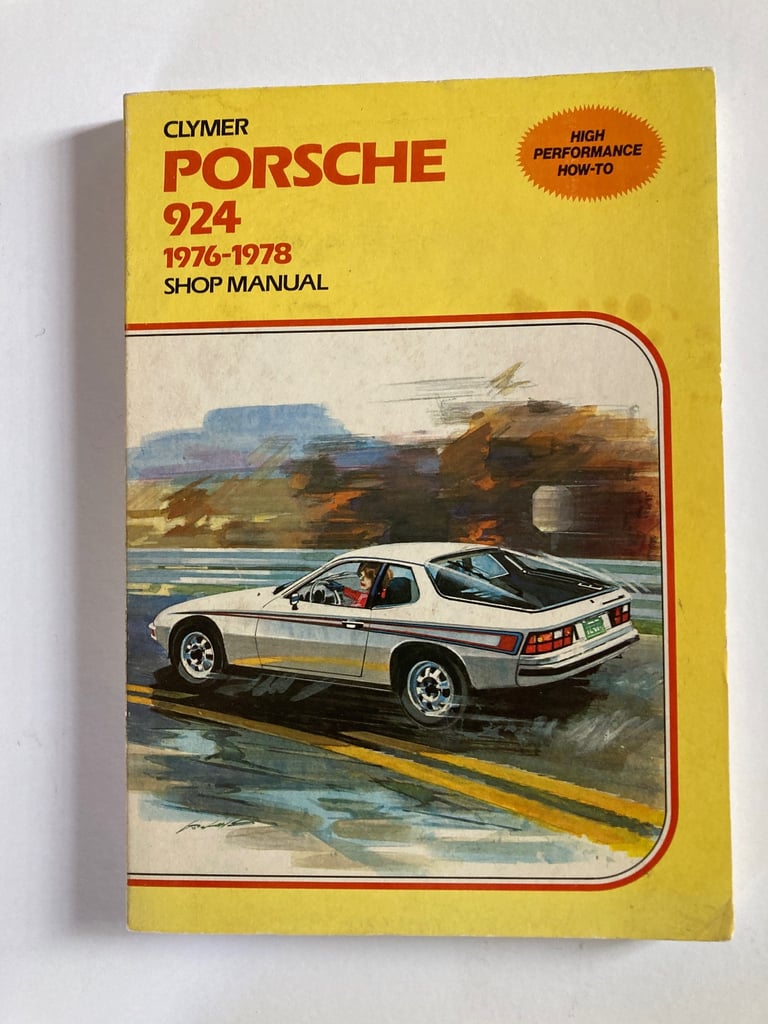 CLYMER
PORSCHE
924
1976-1978
SHOP MANUAL
HIGH
PERFORMANCE
HOW-TO